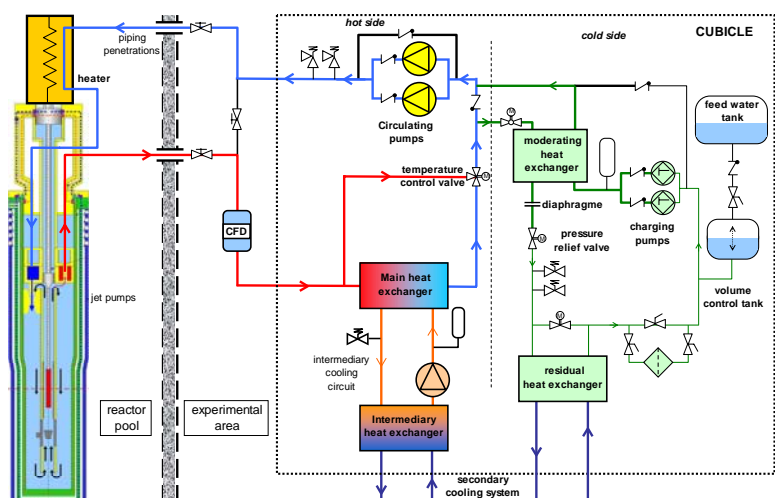 piping
penetrations
heater
hot side
cold side
CUBICLE
feed water
tank
Circulating
pumps
M
moderating
heat
exchanger
temperature
control valve
M
diaphragme
CFD
M
pressure
relief valve
charging
pumps
volume
control tank
Main heat
exchanger
jet pumps
M
intermediary
cooling
circuit
residual
heat exchanger
reactor
pool
experimental
area
Intermediary
heat exchanger
secondary
cooling system